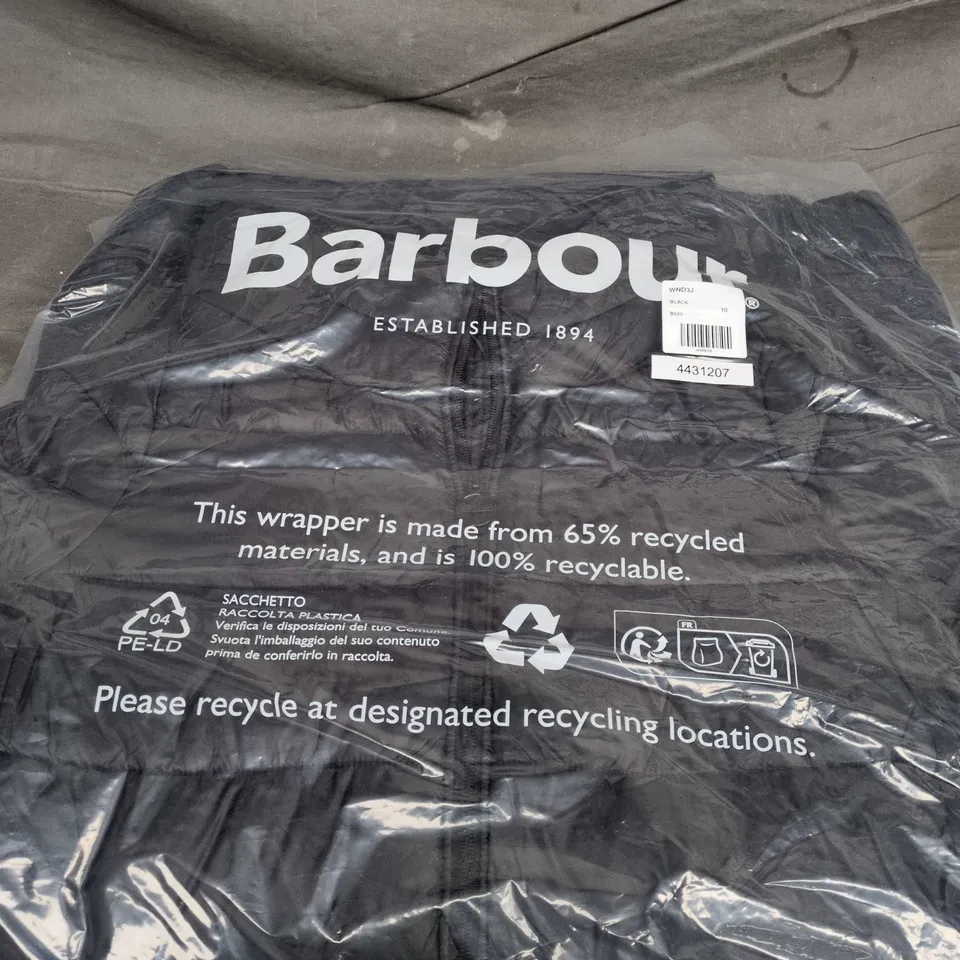 Barbour®
ESTABLISHED 1894
WND3J
BLACK
10
4431207
This wrapper is made from 65% recycled
materials, and is 100% recyclable.
04
PE-LD
SACCHETTO
RACCOLTA PLASTICA
Verifica le disposizioni del tuo Comune
Svuota l'imballaggio del suo contenuto
prima de conferirlo in raccolta.
FR
Please recycle at designated recycling locations.